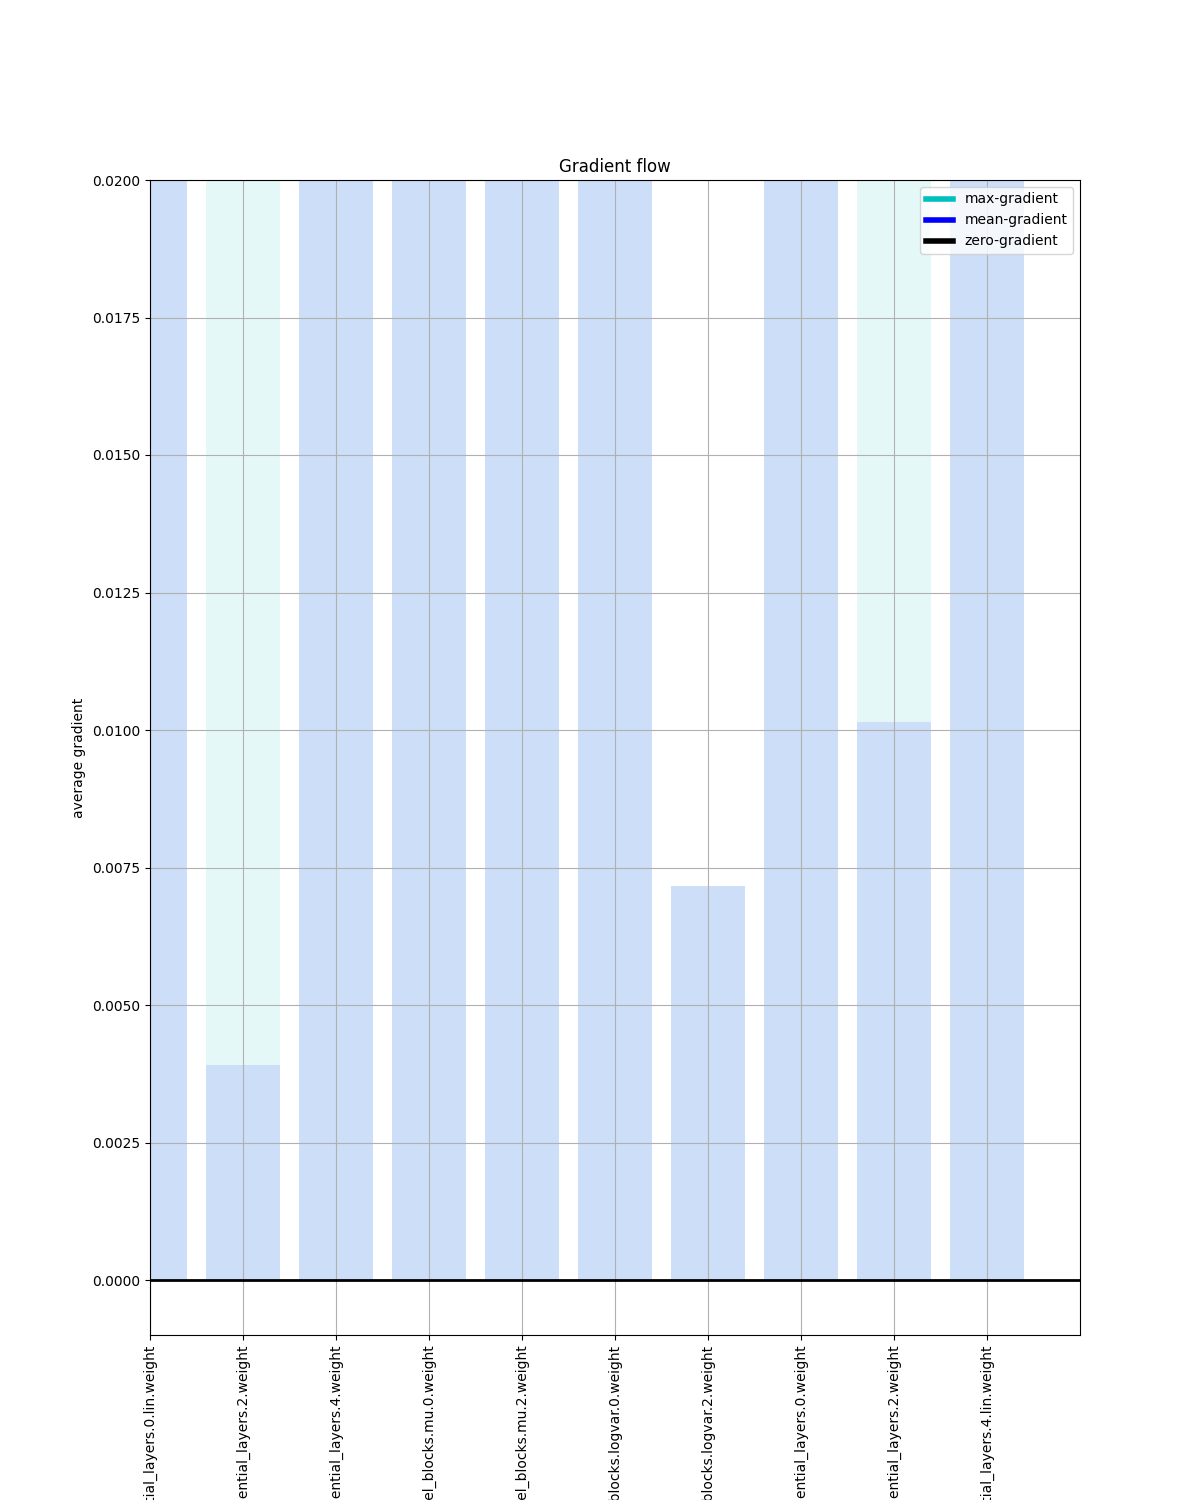 Gradient flow
max-gradient
mean-gradient
zero-gradient
average gradient
0.0200
0.0175
0.0150
0.0125
0.0100
0.0075
0.0050
0.0025
0.0000
tial_layers.0.lin.weight
ential_layers.2.weight
ential_layers.4.weight
el_blocks.mu.0.weight
el_blocks.mu.2.weight
blocks.logvar.0.weight
blocks.logvar.2.weight
ential_layers.0.weight
ential_layers.2.weight
tial_layers.4.lin.weight